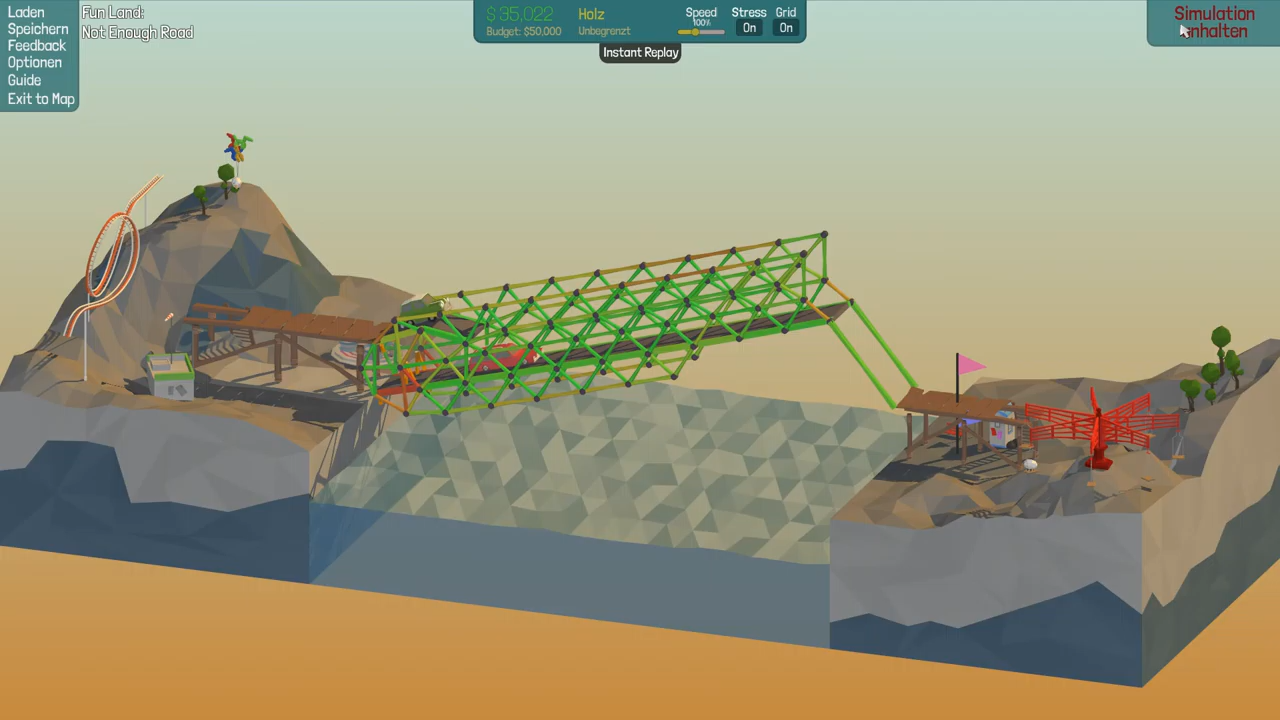 Laden
Speichern
Feedback
Optionen
Guide
Exit to Map
Fun Land:
Not Enough Road
$ 35,022
Budget: $50,000
Holz
Unbegrenzt
Speed
100%
Stress
On
Grid
On
Instant Replay
Simulation
anhalten